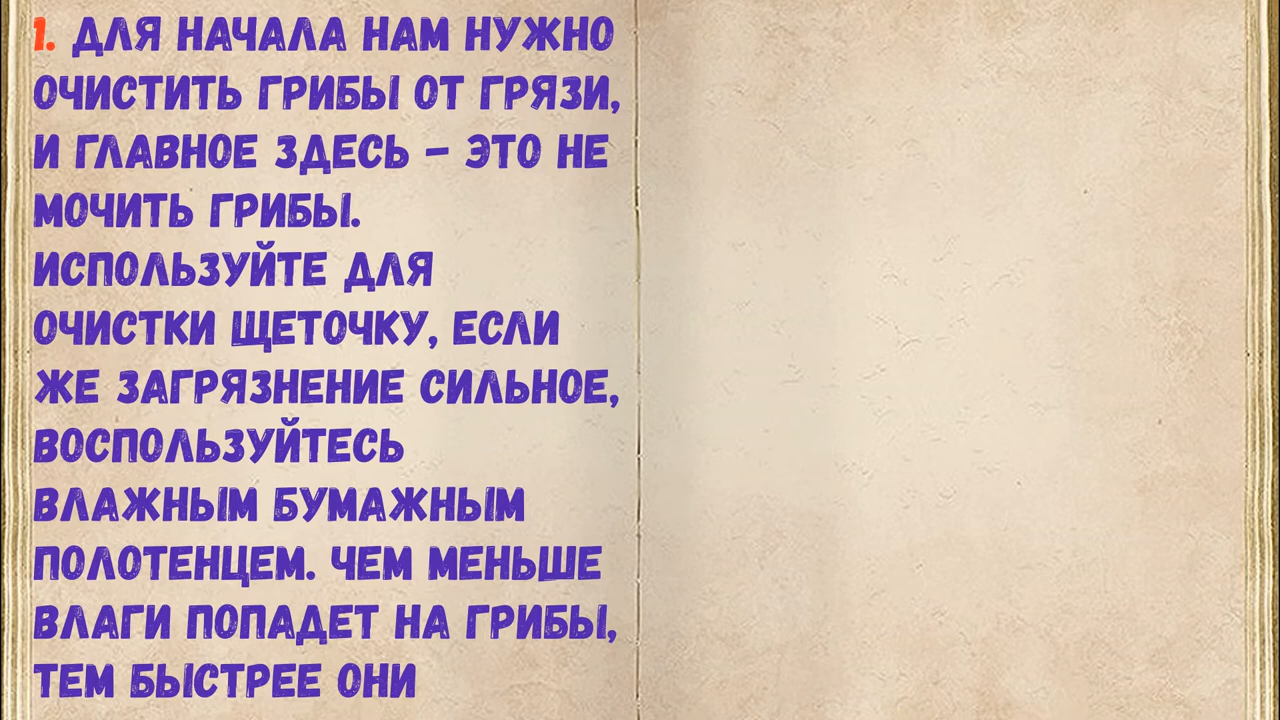 1. ДЛЯ НАЧАЛА НАМ НУЖНО
ОЧИСТИТЬ ГРИБЫ ОТ ГРЯЗИ,
И ГЛАВНОЕ ЗДЕСЬ – ЭТО НЕ
МОЧИТЬ ГРИБЫ.
ИСПОЛЬЗУЙТЕ ДЛЯ
ОЧИСТКИ ЩЕТОЧКУ, ЕСЛИ
ЖЕ ЗАГРЯЗНЕНИЕ СИЛЬНОЕ,
ВОСПОЛЬЗУЙТЕСЬ
ВЛАЖНЫМ БУМАЖНЫМ
ПОЛОТЕНЦЕМ. ЧЕМ МЕНЬШЕ
ВЛАГИ ПОПАДЕТ НА ГРИБЫ,
ТЕМ БЫСТРЕЕ ОНИ